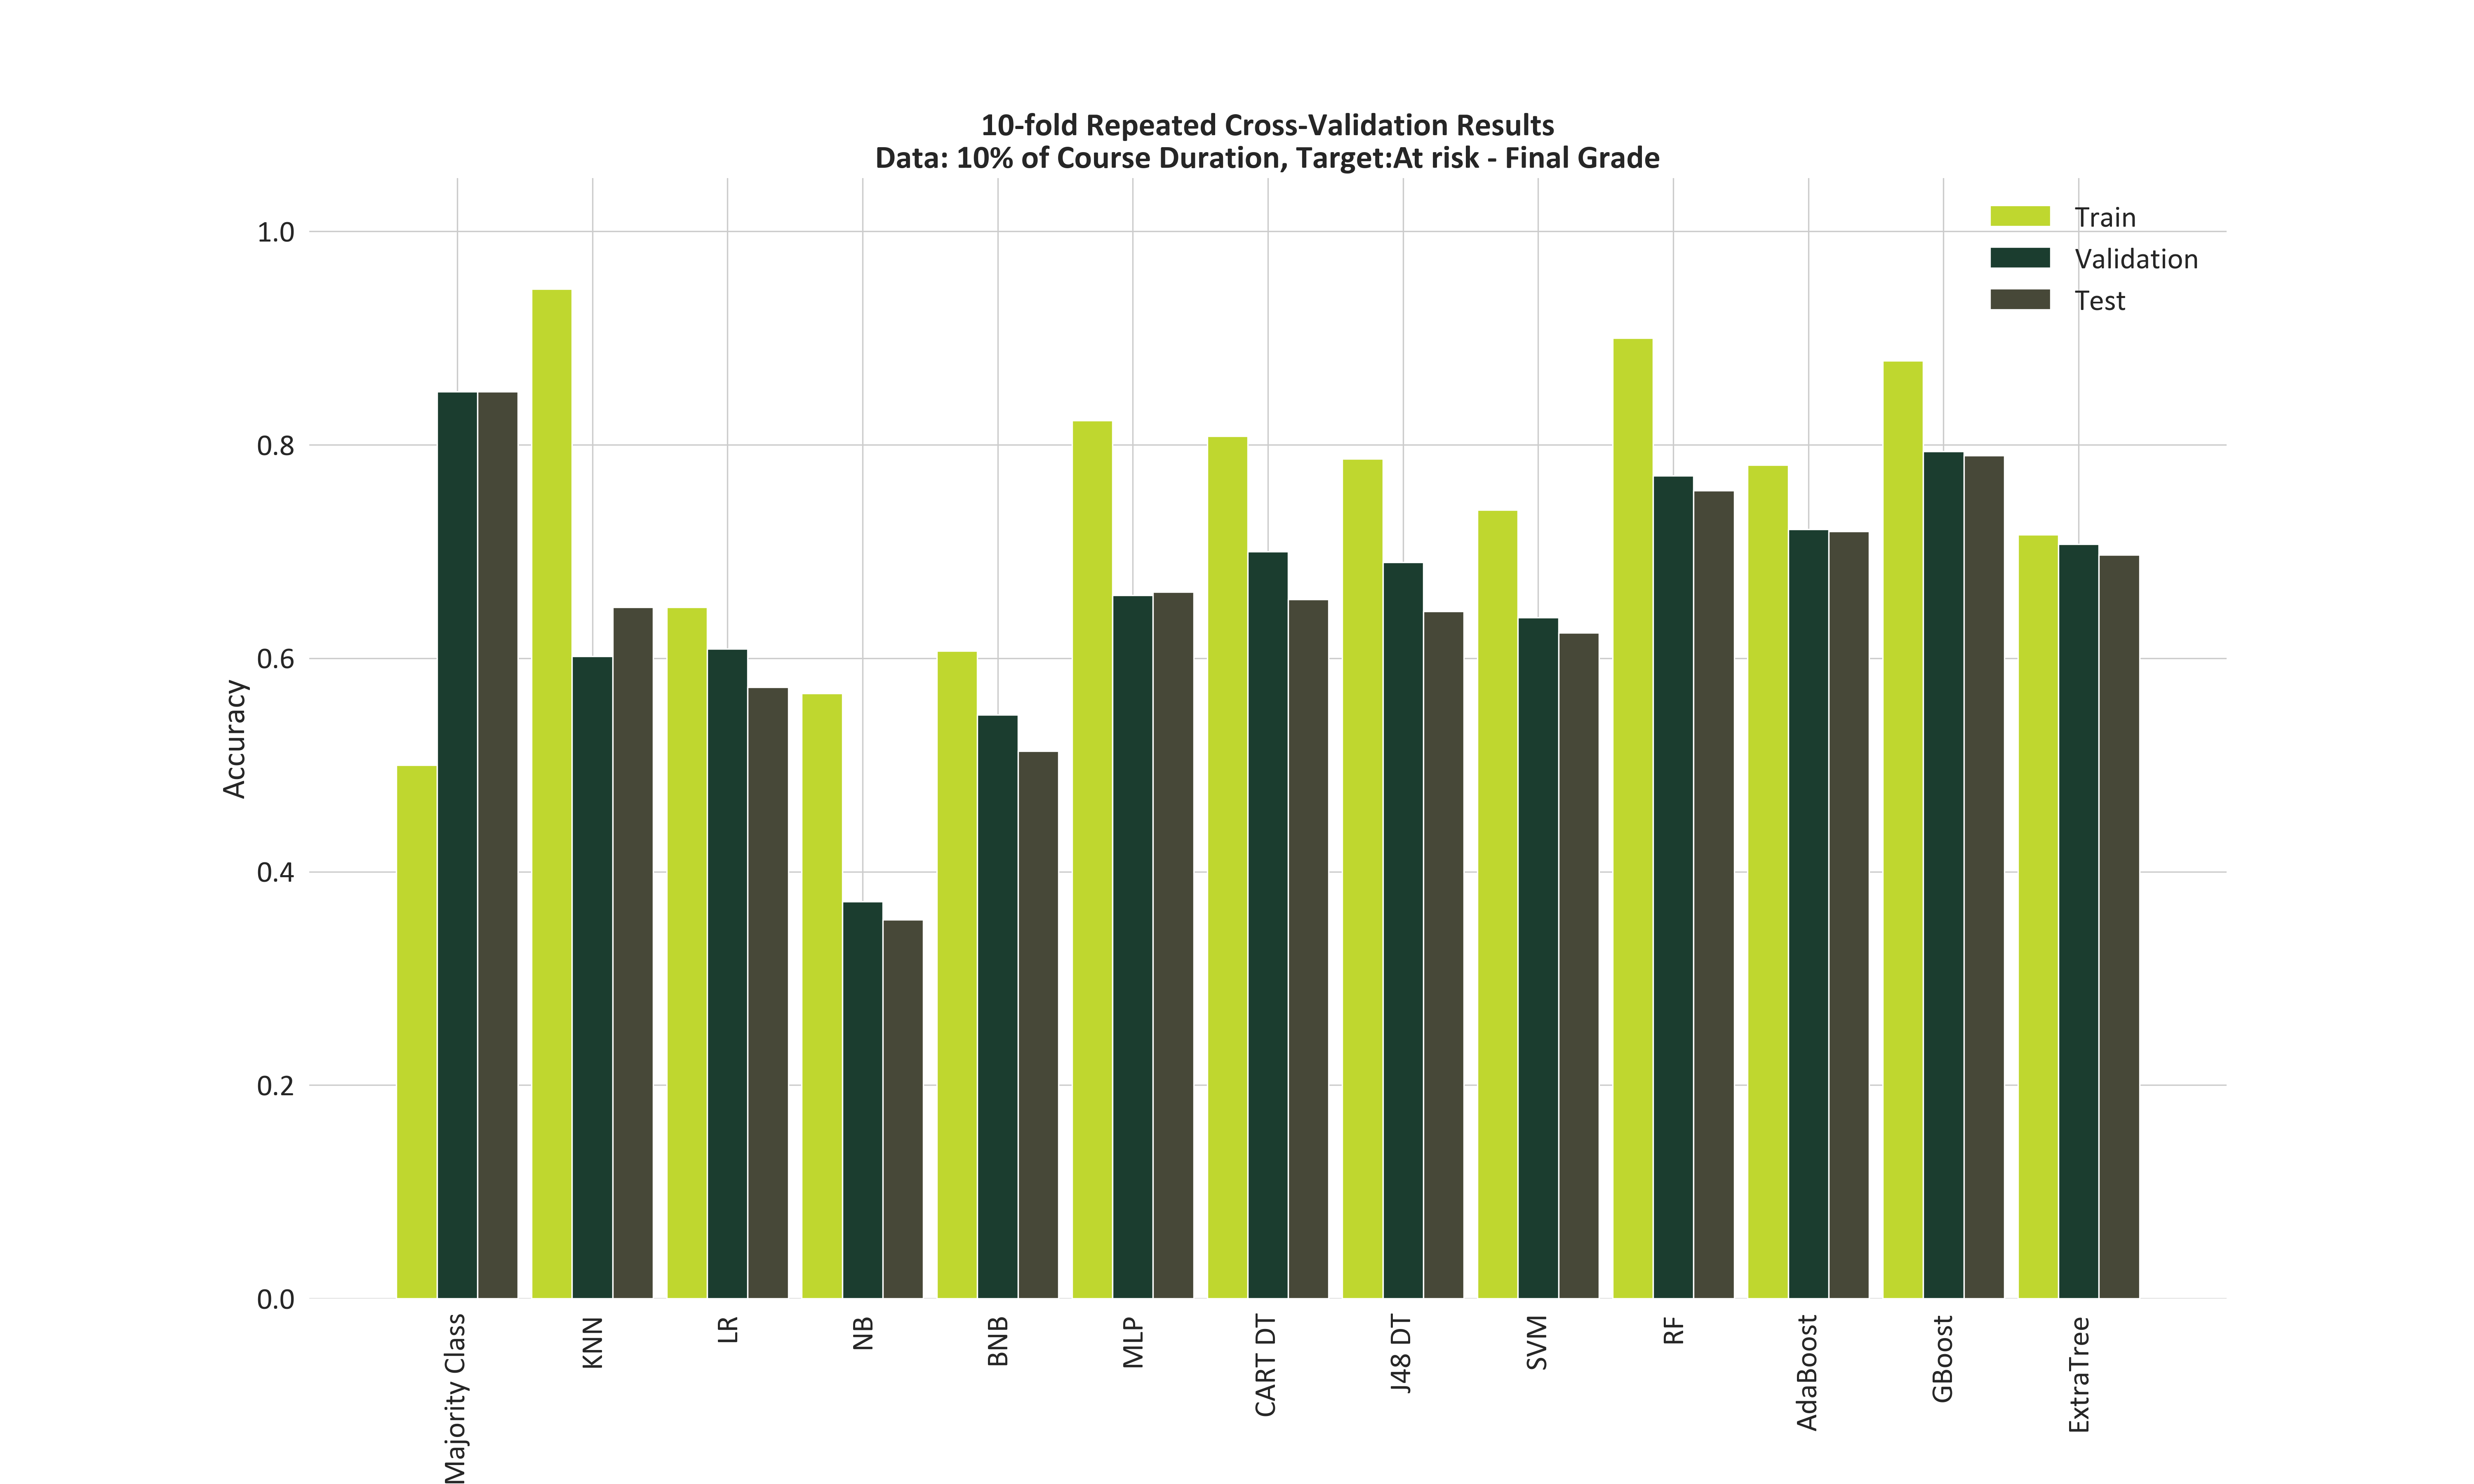 10-fold Repeated Cross-Validation Results
Data: 10% of Course Duration, Target:At risk - Final Grade
Train
Validation
Test
1.0
0.8
0.6
0.4
0.2
0.0
Accuracy
Majority Class
KNN
LR
NB
BNB
MLP
CART DT
J48 DT
SVM
RF
AdaBoost
GBoost
ExtraTree